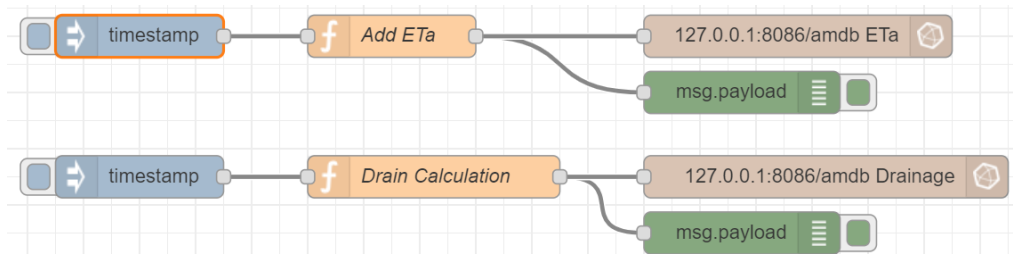 timestamp
Add ETa
127.0.0.1:8086/amdb ETa
msg.payload
timestamp
Drain Calculation
127.0.0.1:8086/amdb Drainage
msg.payload